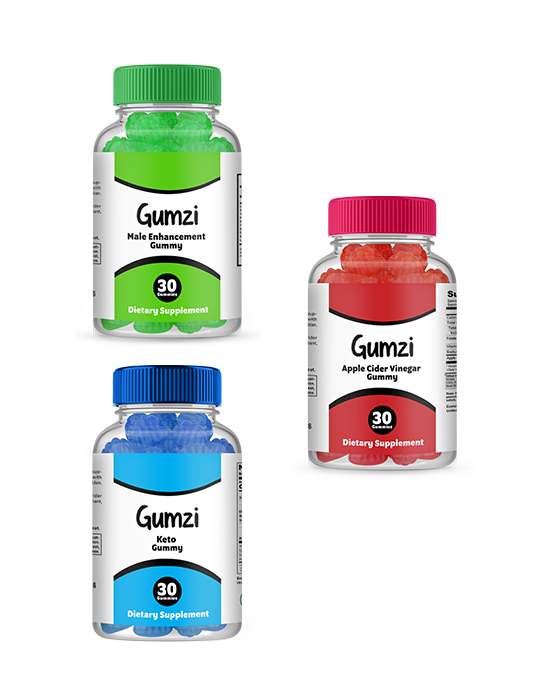 Gumzi
Male Enhancement
Gummy
30
Gummies
Dietary Supplement
Gumzi
Apple Cider Vinegar
Gummy
30
Gummies
Dietary Supplement
Gumzi
Keto
Gummy
30
Gummies
Dietary Supplement